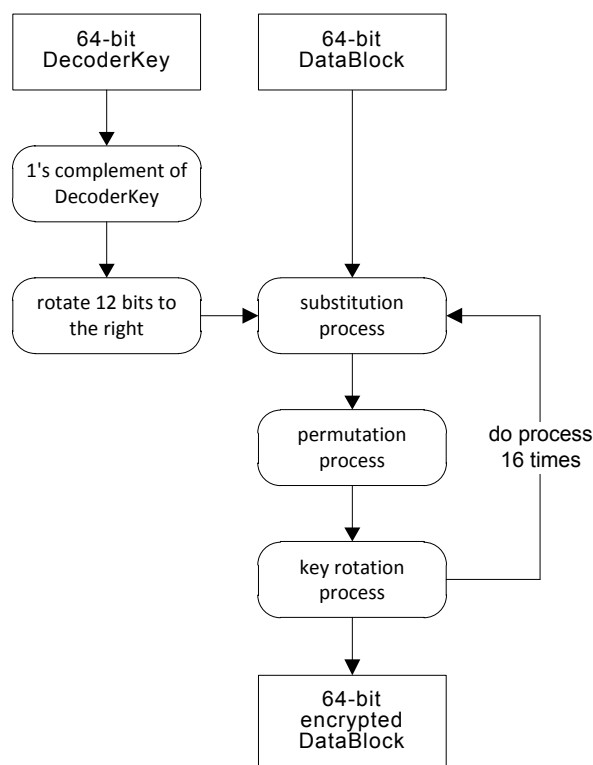 64-bit
DecoderKey
64-bit
DataBlock
1's complement of
DecoderKey
rotate 12 bits to
the right
substitution
process
permutation
process
do process
16 times
key rotation
process
64-bit
encrypted
DataBlock